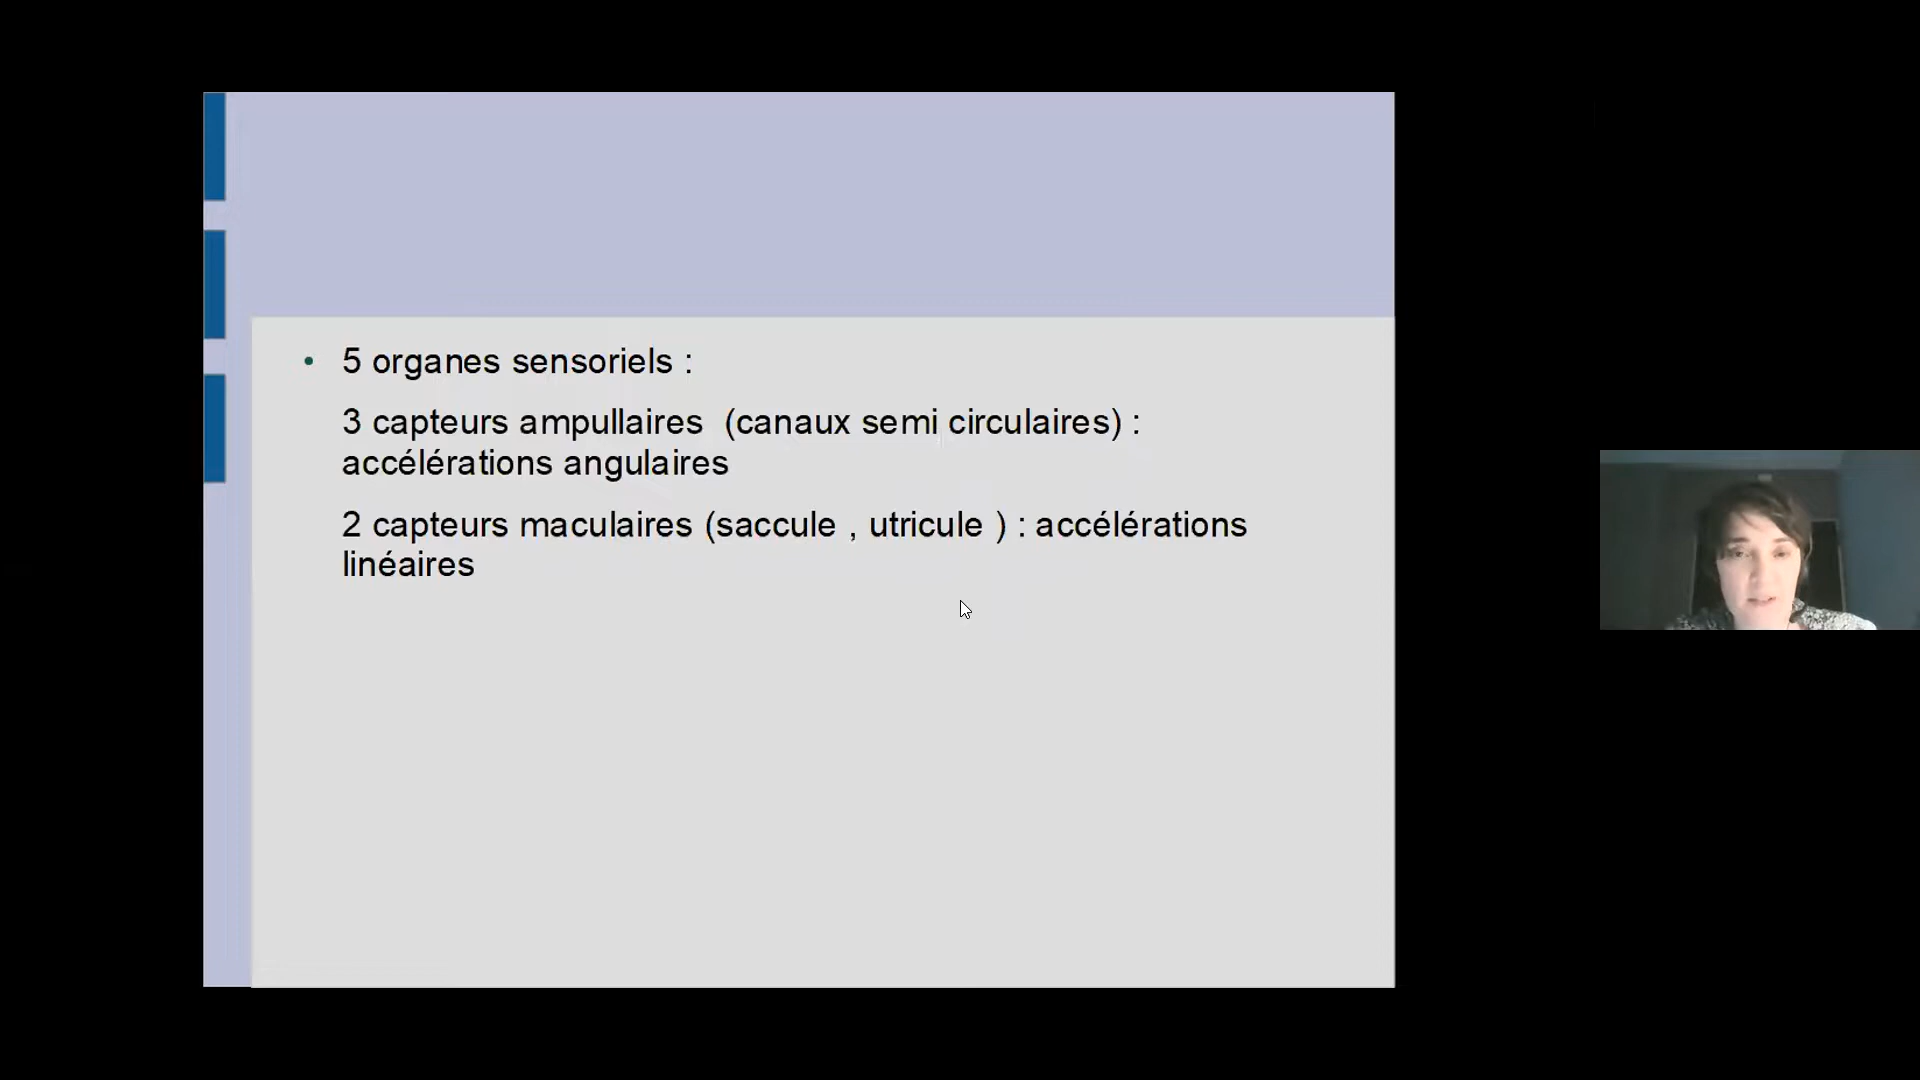 • 5 organes sensoriels :
3 capteurs ampullaires (canaux semi circulaires) :
accélérations angulaires
2 capteurs maculaires (saccule , utricule ) : accélérations
linéaires